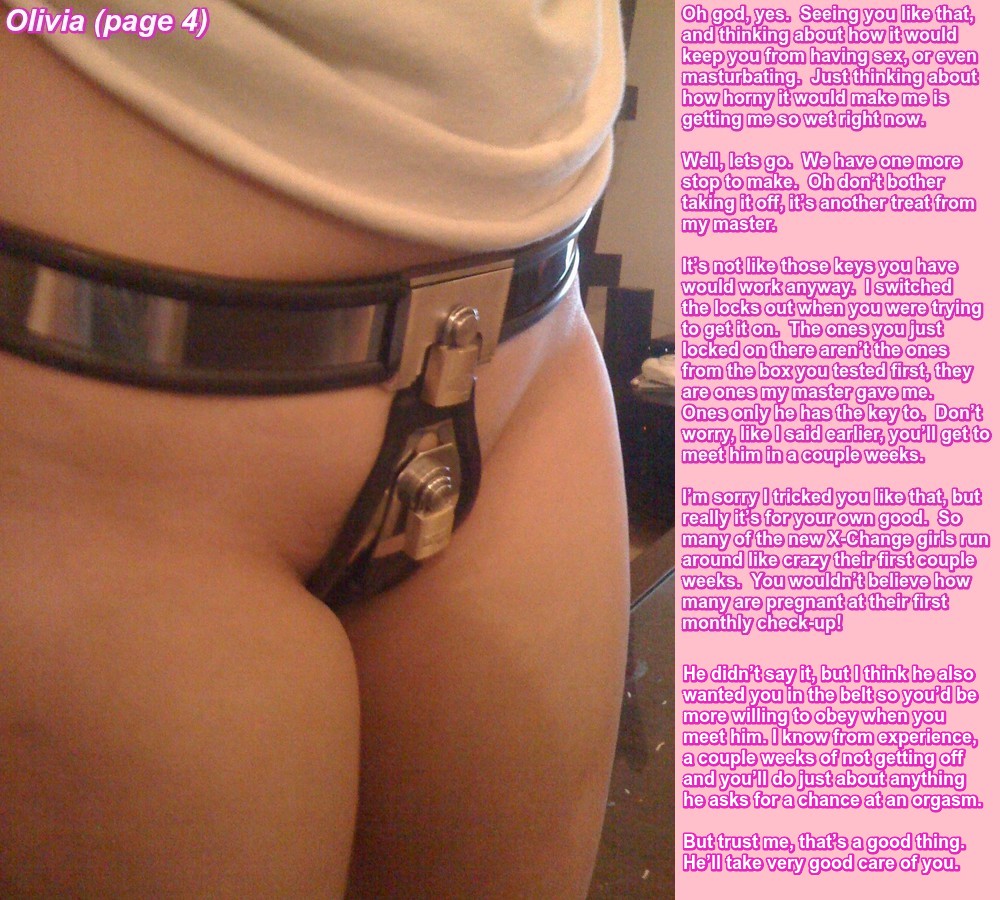 Olivia (page 4)
Oh god, yes.  Seeing you like that,
and thinking about how it would
keep you from having sex, or even
masturbating.  Just thinking about
how horny it would make me is
getting me so wet right now.
Well, lets go.  We have one more
stop to make.  Oh don't bother
taking it off, it's another treat from
my master.
It's not like those keys you have
would work anyway.  I switched
the locks out when you were trying
to get it on.  The ones you just
locked on there aren't the ones
from the box you tested first, they
are ones my master gave me.
Ones only he has the key to.  Don't
worry, like I said earlier, you'll get to
meet him in a couple weeks.
I'm sorry I tricked you like that, but
really it's for your own good.  So
many of the new X-Change girls run
around like crazy their first couple
weeks.  You wouldn't believe how
many are pregnant at their first
monthly check-up!
He didn't say it, but I think he also
wanted you in the belt so you'd be
more willing to obey when you
meet him. I know from experience,
a couple weeks of not getting off
and you'll do just about anything
he asks for a chance at an orgasm.
But trust me, that's a good thing.
He'll take very good care of you.